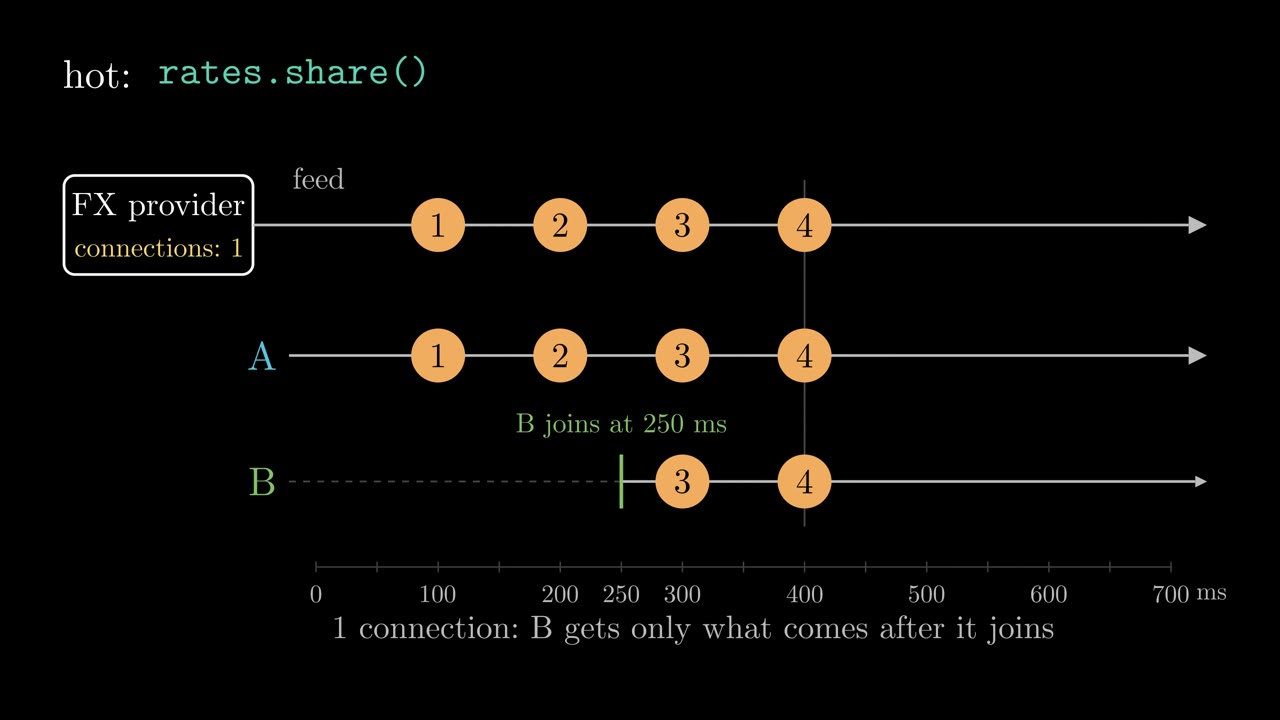 hot: rates.share()
feed
FX provider
connections: 1
1 2 3 4
A 1 2 3 4
B joins at 250 ms
B 3 4
0 100 200 250 300 400 500 600 700 ms
1 connection: B gets only what comes after it joins